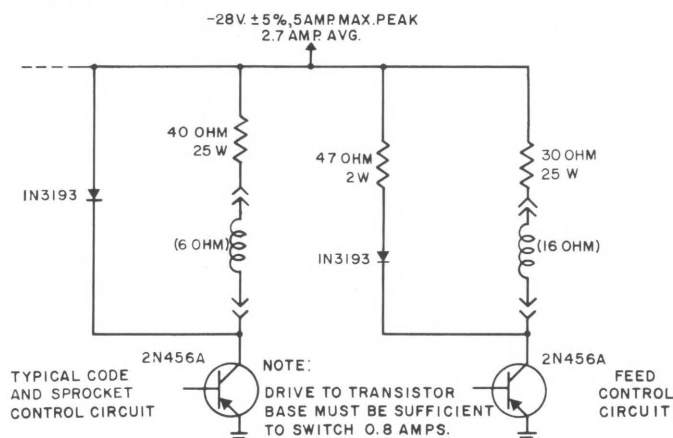 -28V. ±5%, 5AMP. MAX. PEAK
2.7 AMP. AVG.
40 OHM
25 W
47 OHM
2W
30 OHM
25 W
IN3193
(6 OHM)
IN3193
(16 OHM)
2N456A
2N456A
TYPICAL CODE
AND SPROCKET
CONTROL CIRCUIT
NOTE:
DRIVE TO TRANSISTOR
BASE MUST BE SUFFICIENT
TO SWITCH 0.8 AMPS.
FEED
CONTROL
CIRCUIT